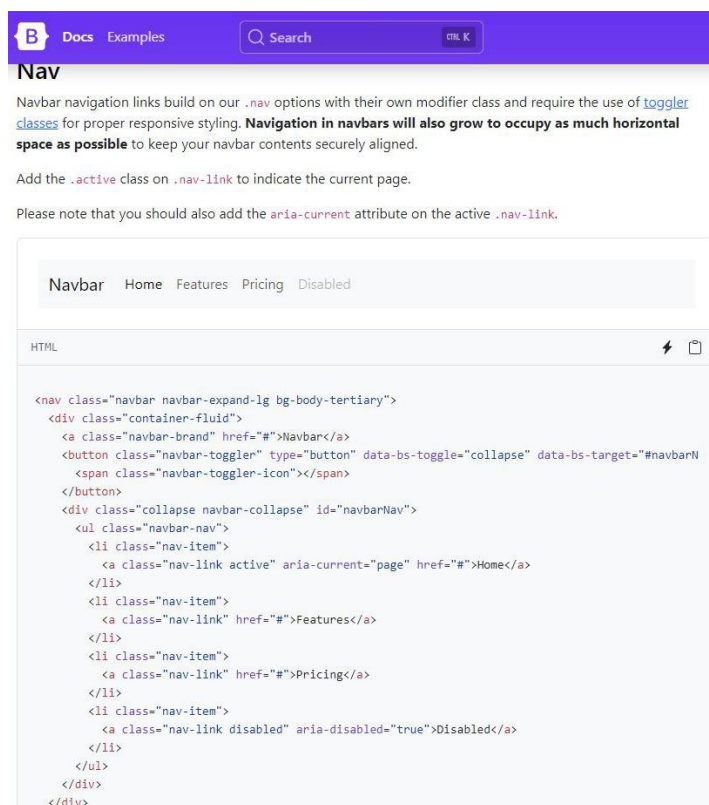 B Docs Examples Search CTRL K
Nav
Navbar navigation links build on our .nav options with their own modifier class and require the use of toggler
classes for proper responsive styling. Navigation in navbars will also grow to occupy as much horizontal
space as possible to keep your navbar contents securely aligned.
Add the .active class on .nav-link to indicate the current page.
Please note that you should also add the aria-current attribute on the active .nav-link.
Navbar Home Features Pricing Disabled
HTML
<nav class="navbar navbar-expand-lg bg-body-tertiary">
<div class="container-fluid">
<a class="navbar-brand" href="#">Navbar</a>
<button class="navbar-toggler" type="button" data-bs-toggle="collapse" data-bs-target="#navbarN
<span class="navbar-toggler-icon"></span>
</button>
<div class="collapse navbar-collapse" id="navbarNav">
<ul class="navbar-nav">
<li class="nav-item">
<a class="nav-link active" aria-current="page" href="#">Home</a>
</li>
<li class="nav-item">
<a class="nav-link" href="#">Features</a>
</li>
<li class="nav-item">
<a class="nav-link" href="#">Pricing</a>
</li>
<li class="nav-item">
<a class="nav-link disabled" aria-disabled="true">Disabled</a>
</li>
</ul>
</div>
</div>